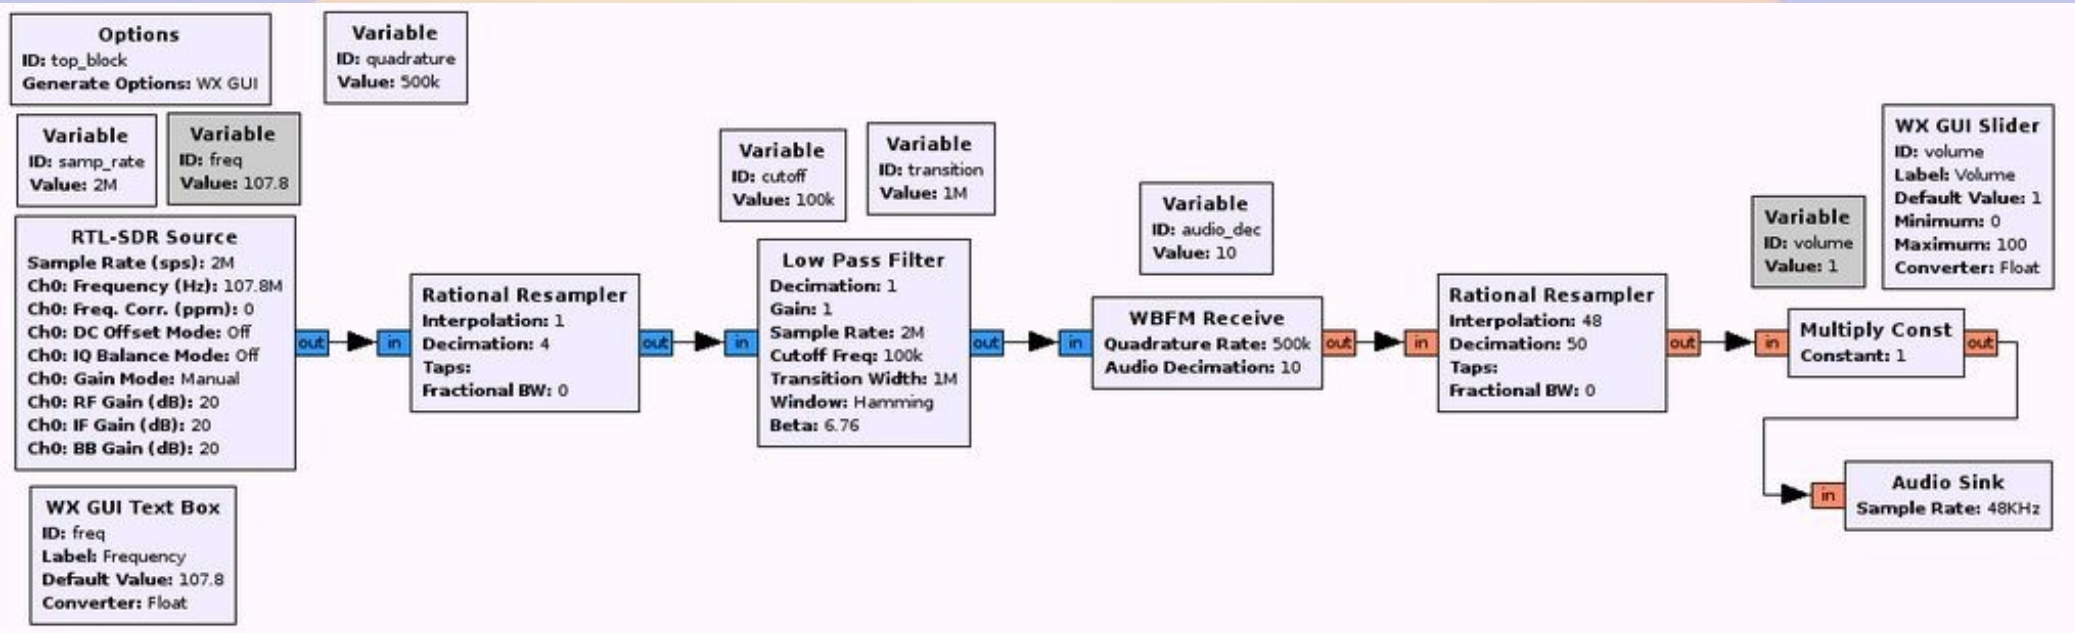 Options
ID: top_block
Generate Options: WX GUI
Variable
ID: quadrature
Value: 500k
Variable
ID: samp_rate
Value: 2M
Variable
ID: freq
Value: 107.8
RTL-SDR Source
Sample Rate (sps): 2M
Ch0: Frequency (Hz): 107.8M
Ch0: Freq. Corr. (ppm): 0
Ch0: DC Offset Mode: Off
Ch0: IQ Balance Mode: Off
Ch0: Gain Mode: Manual
Ch0: RF Gain (dB): 20
Ch0: IF Gain (dB): 20
Ch0: BB Gain (dB): 20
out
WX GUI Text Box
ID: freq
Label: Frequency
Default Value: 107.8
Converter: Float
in
Rational Resampler
Interpolation: 1
Decimation: 4
Taps:
Fractional BW: 0
out
Variable
ID: cutoff
Value: 100k
Variable
ID: transition
Value: 1M
in
Low Pass Filter
Decimation: 1
Gain: 1
Sample Rate: 2M
Cutoff Freq: 100k
Transition Width: 1M
Window: Hamming
Beta: 6.76
out
Variable
ID: audio_dec
Value: 10
in
WBFM Receive
Quadrature Rate: 500k
Audio Decimation: 10
out
in
Rational Resampler
Interpolation: 48
Decimation: 50
Taps:
Fractional BW: 0
out
Variable
ID: volume
Value: 1
WX GUI Slider
ID: volume
Label: Volume
Default Value: 1
Minimum: 0
Maximum: 100
Converter: Float
in
Multiply Const
Constant: 1
out
in
Audio Sink
Sample Rate: 48KHz